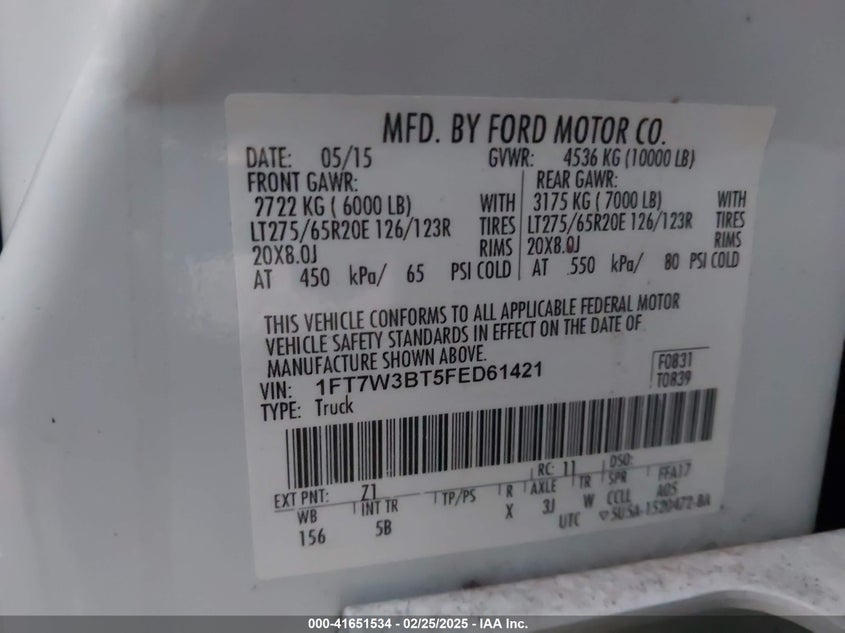 MFD. BY FORD MOTOR CO.
DATE: 05/15 GVWR: 4536 KG (10000 LB)
FRONT GAWR: REAR GAWR:
2722 KG ( 6000 LB) WITH 3175 KG ( 7000 LB) WITH
LT275/65R20E 126/123R TIRES LT275/65R20E 126/123R TIRES
20X8.0J RIMS 20X8.0J RIMS
AT 450 kPa/ 65 PSI COLD AT 550 kPa/ 80 PSI COLD
THIS VEHICLE CONFORMS TO ALL APPLICABLE FEDERAL MOTOR
VEHICLE SAFETY STANDARDS IN EFFECT ON THE DATE OF
MANUFACTURE SHOWN ABOVE.
VIN: 1FT7W3BT5FED61421 F0831
TYPE: Truck T0839
EXT PNT: Z1 RC: 11 DSO:
WB INT TR TP/PS R AXLE TR SPR FFA17
156 5B X 3J W CCLL A05
UTC SU5A-1520472-BA
000-41651534 - 02/25/2025 - IAA Inc.